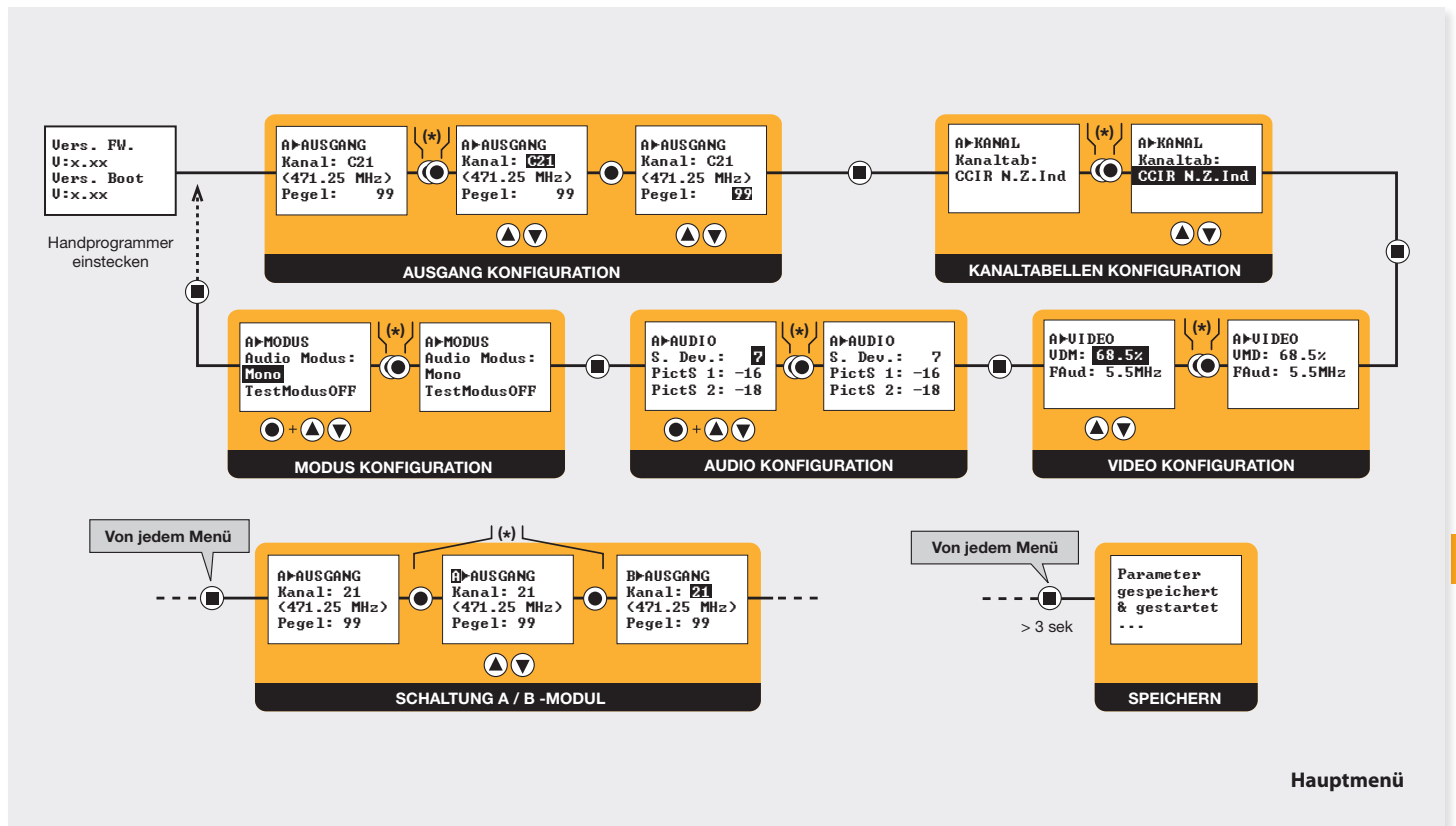 Vers. FW.
V:x.xx
Vers. Boot
V:x.xx
Handprogrammer
einstecken
A▶AUSGANG
Kanal: C21
(471.25 MHz)
Pegel: 99
(*)
A▶AUSGANG
Kanal: C21
(471.25 MHz)
Pegel: 99
A▶AUSGANG
Kanal: C21
(471.25 MHz)
Pegel: 99
AUSGANG KONFIGURATION
A▶KANAL
Kanaltab:
CCIR N.Z.Ind
(*)
A▶KANAL
Kanaltab:
CCIR N.Z.Ind
KANALTABELLEN KONFIGURATION
A▶MODUS
Audio Modus:
Mono
TestModusOFF
+
(*)
A▶MODUS
Audio Modus:
Mono
TestModusOFF
MODUS KONFIGURATION
A▶AUDIO
S. Dev.: 7
PictS 1: -16
PictS 2: -18
+
(*)
A▶AUDIO
S. Dev.: 7
PictS 1: -16
PictS 2: -18
AUDIO KONFIGURATION
A▶VIDEO
VDM: 68.5%
FAud: 5.5MHz
(*)
A▶VIDEO
VMD: 68.5%
FAud: 5.5MHz
VIDEO KONFIGURATION
Von jedem Menü
A▶AUSGANG
Kanal: 21
(471.25 MHz)
Pegel: 99
(*)
A▶AUSGANG
Kanal: 21
(471.25 MHz)
Pegel: 99
B▶AUSGANG
Kanal: 21
(471.25 MHz)
Pegel: 99
SCHALTUNG A / B -MODUL
Von jedem Menü
> 3 sek
Parameter
gespeichert
& gestartet
...
SPEICHERN
Hauptmenü